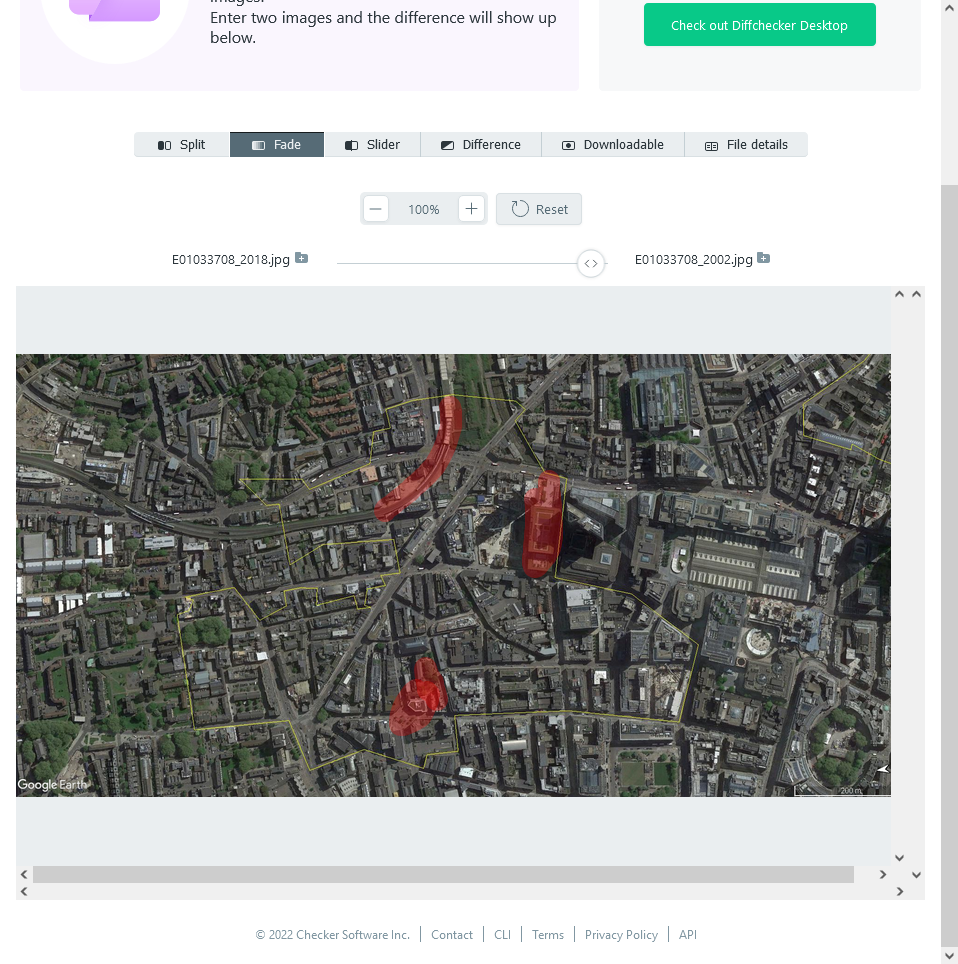 images.
Enter two images and the difference will show up
below.
Check out Diffchecker Desktop
Split
Fade
Slider
Difference
Downloadable
File details
100%
Reset
E01033708_2018.jpg
E01033708_2002.jpg
Google Earth
200 m
© 2022 Checker Software Inc.
Contact
CLI
Terms
Privacy Policy
API